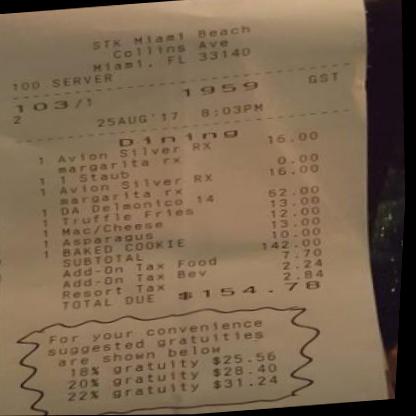 STK Miami Beach
Collins Ave
Miami, FL 33140
100 SERVER
103/1 1959 GST
2
25AUG'17 8:03PM
Dining
1 Avion Silver RX 16.00
margarita rx
1 1 Staub 0.00
1 Avion Silver RX 16.00
margarita rx
1 DA Delmonico 14 62.00
1 Truffle Fries 13.00
1 Mac/Cheese 12.00
1 Asparagus 13.00
1 BAKED COOKIE 10.00
SUBTOTAL 142.00
Add-On Tax Food 7.70
Add-On Tax Bev 2.24
Resort Tax 2.84
TOTAL DUE $154.78
For your convenience
suggested gratuities
are shown below
18% gratuity $25.56
20% gratuity $28.40
22% gratuity $31.24